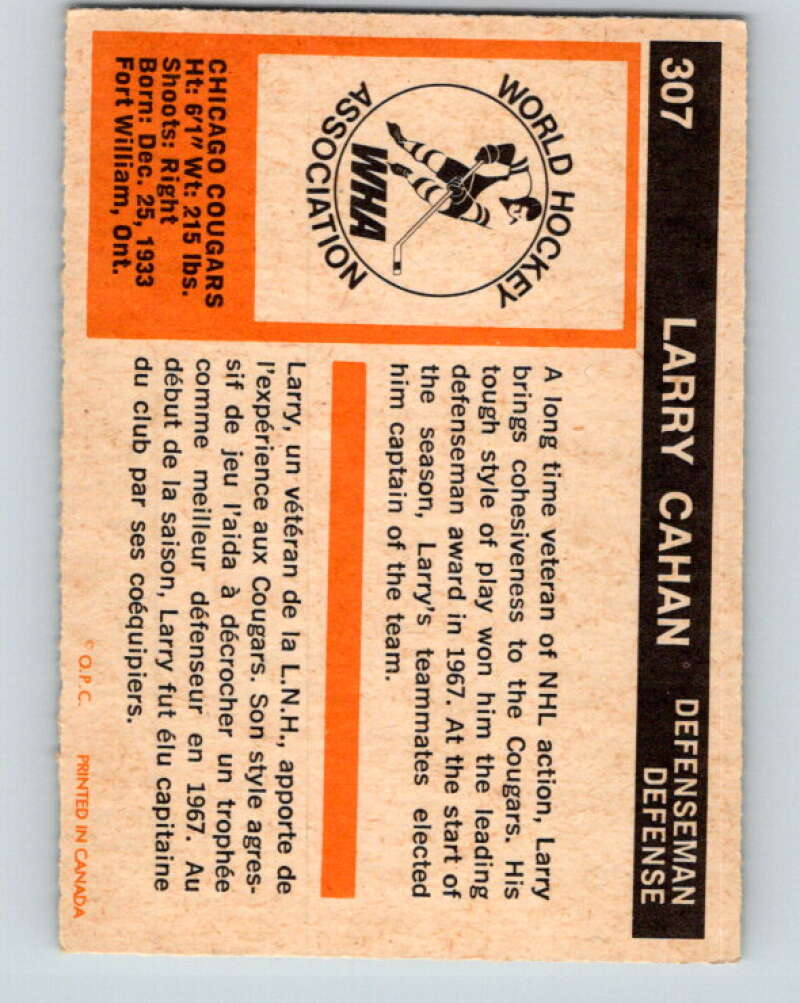 307 LARRY CAHAN DEFENSEMAN
DEFENSE
WORLD HOCKEY
ASSOCIATION
WHA
CHICAGO COUGARS
Ht: 6'1" Wt: 215 lbs.
Shoots: Right
Born: Dec. 25, 1933
Fort William, Ont.
A long time veteran of NHL action, Larry
brings cohesiveness to the Cougars. His
tough style of play won him the leading
defenseman award in 1967. At the start of
the season, Larry's teammates elected
him captain of the team.
Larry, un vétéran de la L.N.H., apporte de
l'expérience aux Cougars. Son style agres-
sif de jeu l'aida à décrocher un trophée
comme meilleur défenseur en 1967. Au
début de la saison, Larry fut élu capitaine
du club par ses coéquipiers.
© O.P.C. PRINTED IN CANADA